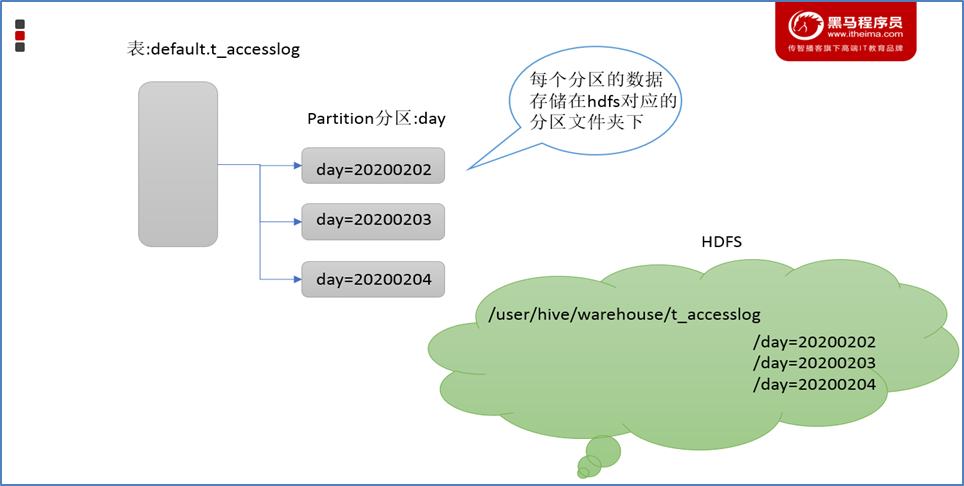 黑马程序员
www.itheima.com
传智播客旗下高端IT教育品牌
表:default.t_accesslog
每个分区的数据
存储在hdfs对应的
分区文件夹下
Partition分区:day
day=20200202
day=20200203
day=20200204
HDFS
/user/hive/warehouse/t_accesslog
/day=20200202
/day=20200203
/day=20200204